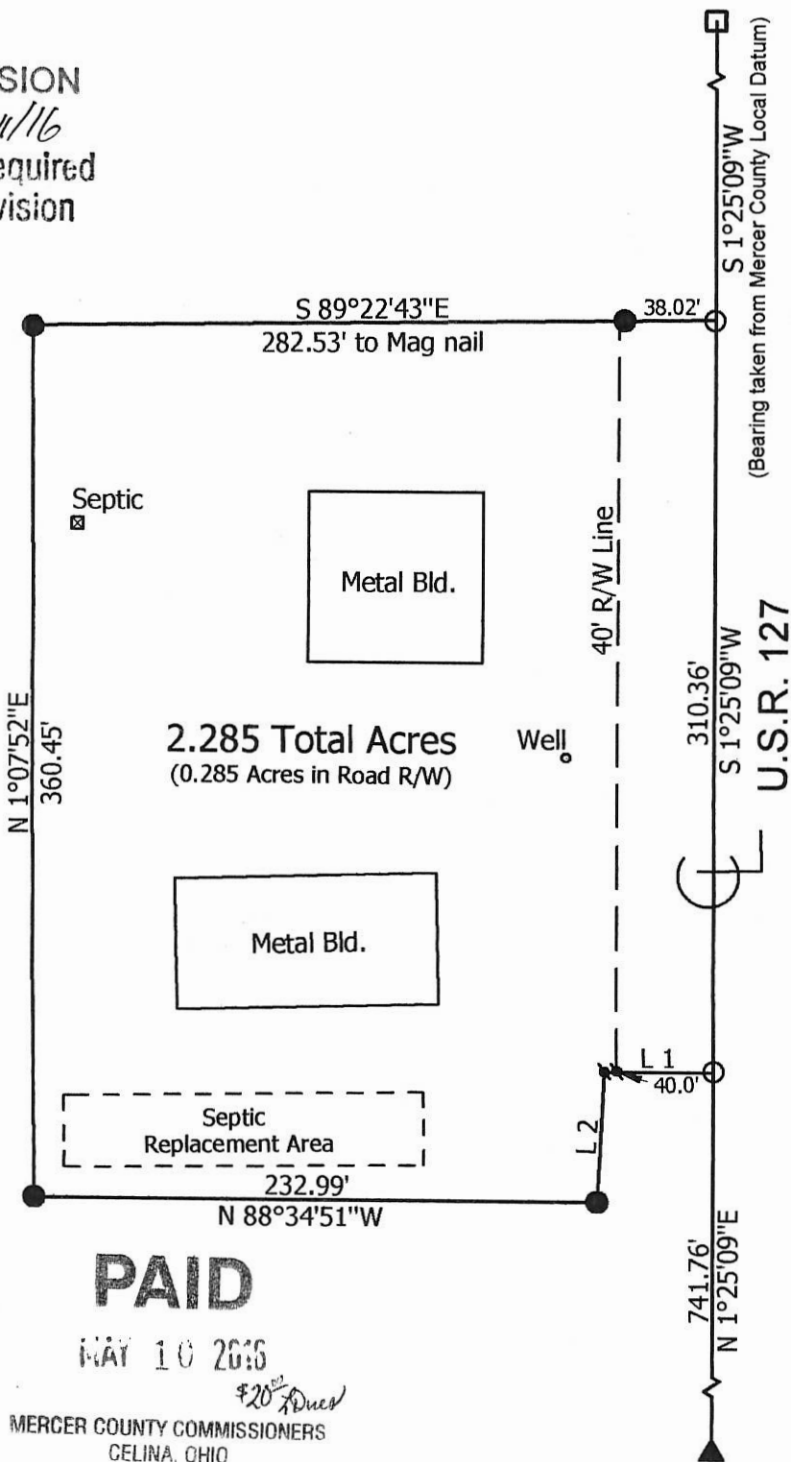 SION
11/16
equired
vision
S 1°25'09"W
(Bearing taken from Mercer County Local Datum)
S 89°22'43"E
38.02'
282.53' to Mag nail
Septic
Metal Bld.
40' R/W Line
N 1°07'52"E
360.45'
2.285 Total Acres
(0.285 Acres in Road R/W)
Well
310.36'
S 1°25'09"W
U.S.R. 127
Metal Bld.
L 1
40.0'
L 2
Septic
Replacement Area
232.99'
N 88°34'51"W
741.76'
N 1°25'09"E
PAID
MAY 10 2016
$20
MERCER COUNTY COMMISSIONERS
CELINA, OHIO